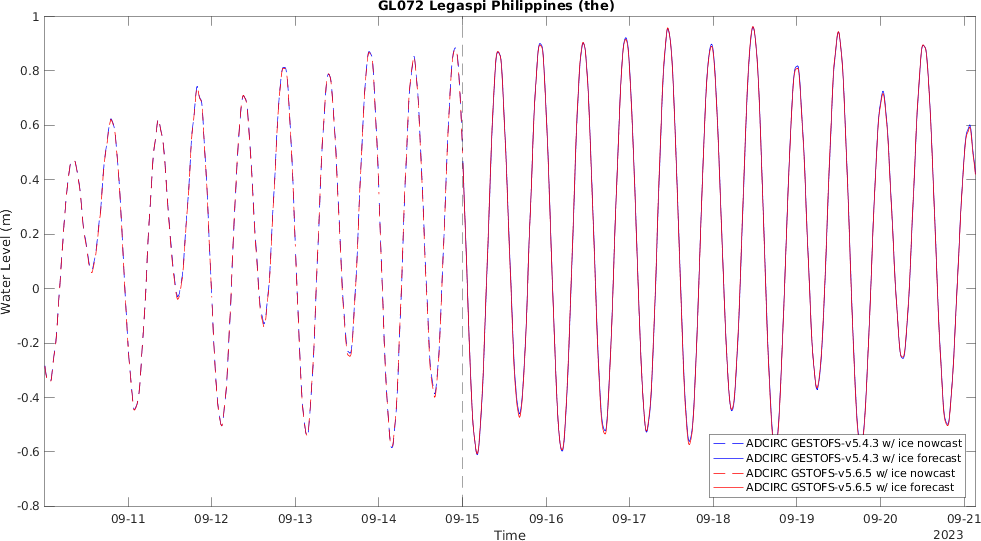 GL072 Legaspi Philippines (the)
Water Level (m)
1
0.8
0.6
0.4
0.2
0
-0.2
-0.4
-0.6
-0.8
ADCIRC GESTOFS-v5.4.3 w/ ice nowcast
ADCIRC GESTOFS-v5.4.3 w/ ice forecast
ADCIRC GSTOFS-v5.6.5 w/ ice nowcast
ADCIRC GSTOFS-v5.6.5 w/ ice forecast
09-11 09-12 09-13 09-14 09-15 09-16 09-17 09-18 09-19 09-20 09-21
Time
2023